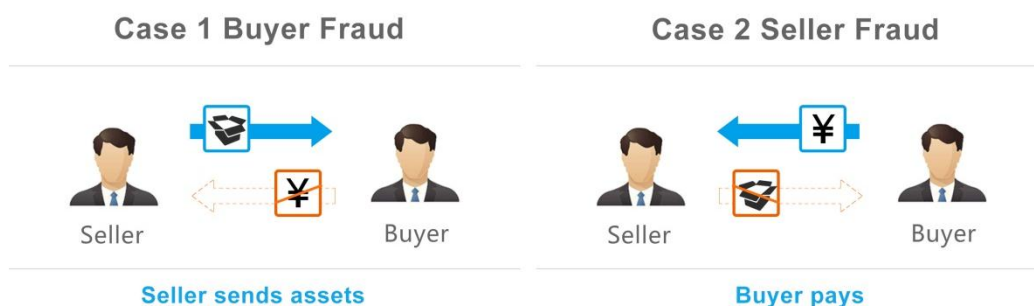 Case 1 Buyer Fraud
¥
Seller
Buyer
Seller sends assets
Case 2 Seller Fraud
¥
Seller
Buyer
Buyer pays